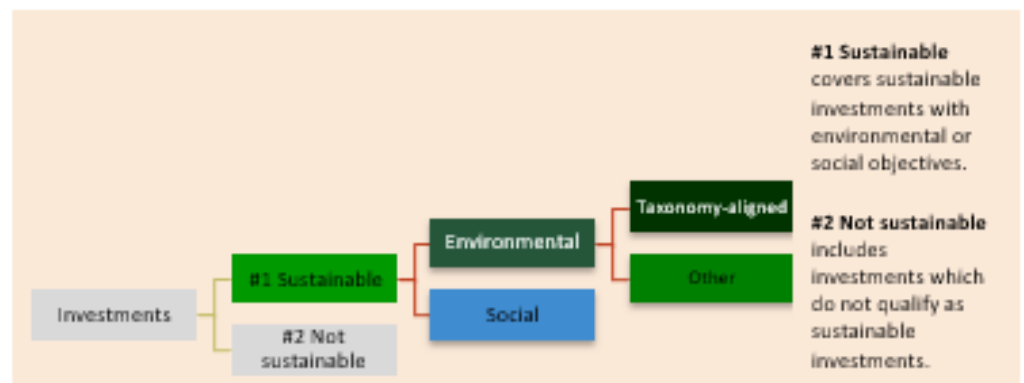 Investments
#1 Sustainable
#2 Not
sustainable
Environmental
Social
Taxonomy-aligned
Other
#1 Sustainable
covers sustainable
investments with
environmental or
social objectives.
#2 Not sustainable
includes
investments which
do not qualify as
sustainable
investments.